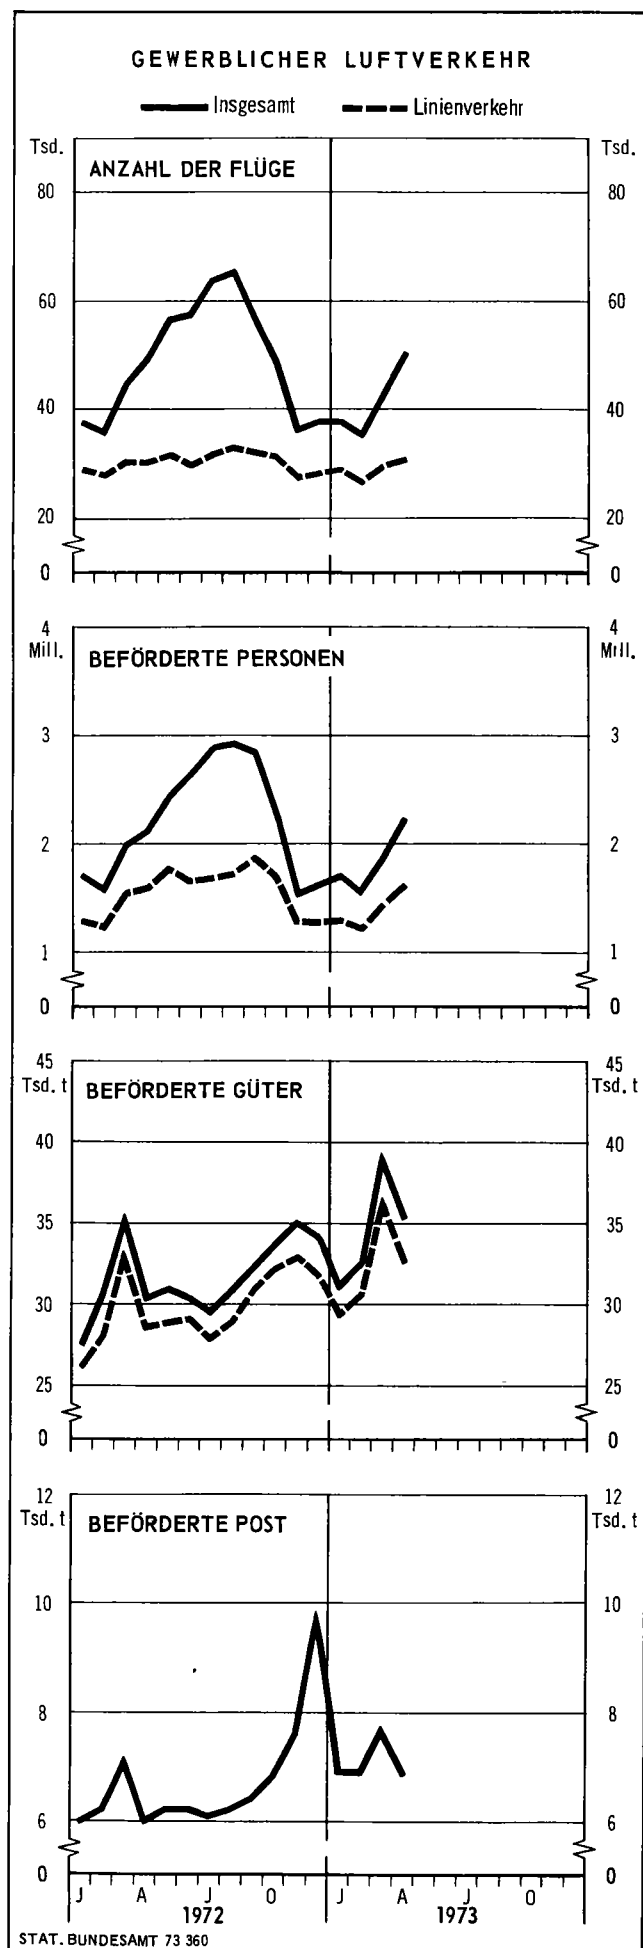 GEWERBLICHER LUFTVERKEHR
Insgesamt Linienverkehr
Tsd. Tsd.
ANZAHL DER FLÜGE
80 80
60 60
40 40
20 20
0 0
4 4
Mill. Mill.
BEFÖRDERTE PERSONEN
3 3
2 2
1 1
0 0
45 45
Tsd. t Tsd. t
BEFÖRDERTE GÜTER
40 40
35 35
30 30
25 25
0 0
12 12
Tsd. t Tsd. t
BEFÖRDERTE POST
10 10
8 8
6 6
0 0
J A J O J A J O
1972 1973
STAT. BUNDESAMT 73 360